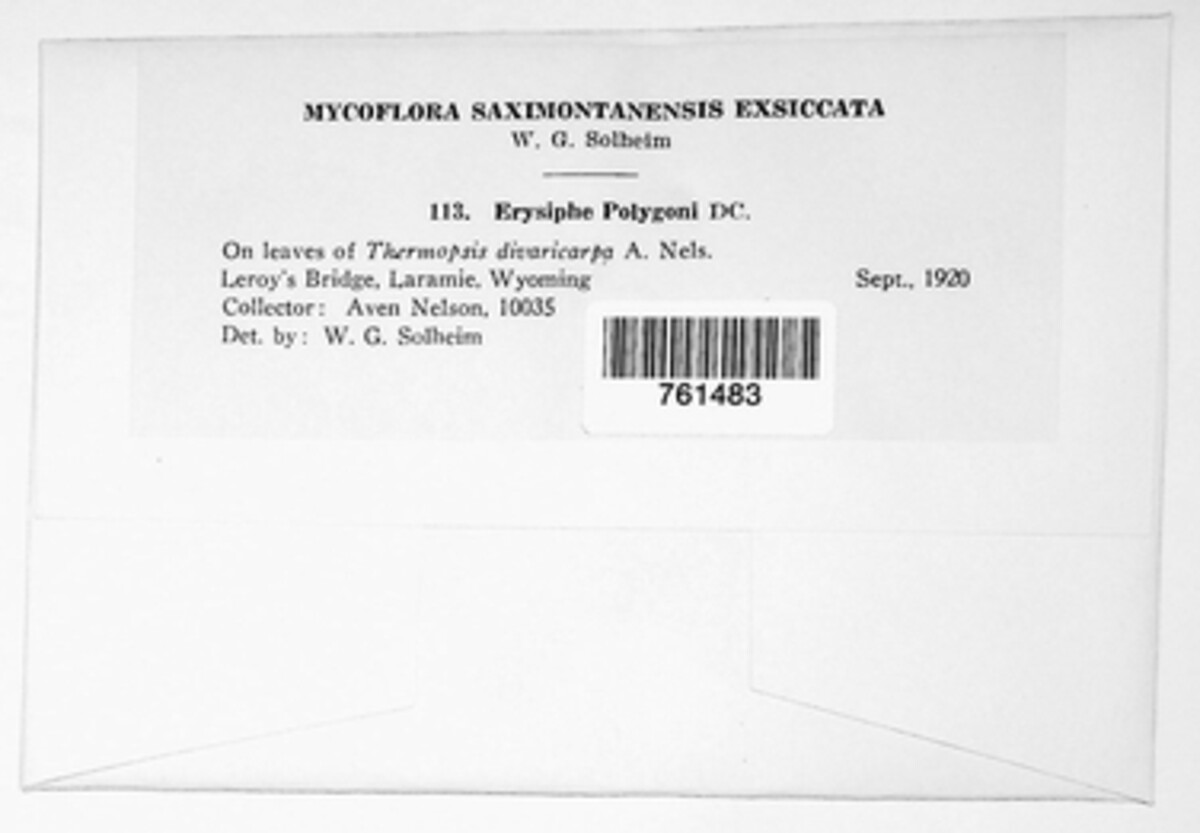 MYCOFLORA SAXIMONTANENSIS EXSICCATA
W. G. Solheim
113. Erysiphe Polygoni DC.
On leaves of Thermopsis divaricarpa A. Nels.
Leroy's Bridge, Laramie, Wyoming Sept., 1920
Collector: Aven Nelson, 10035
Det. by: W. G. Solheim
761483